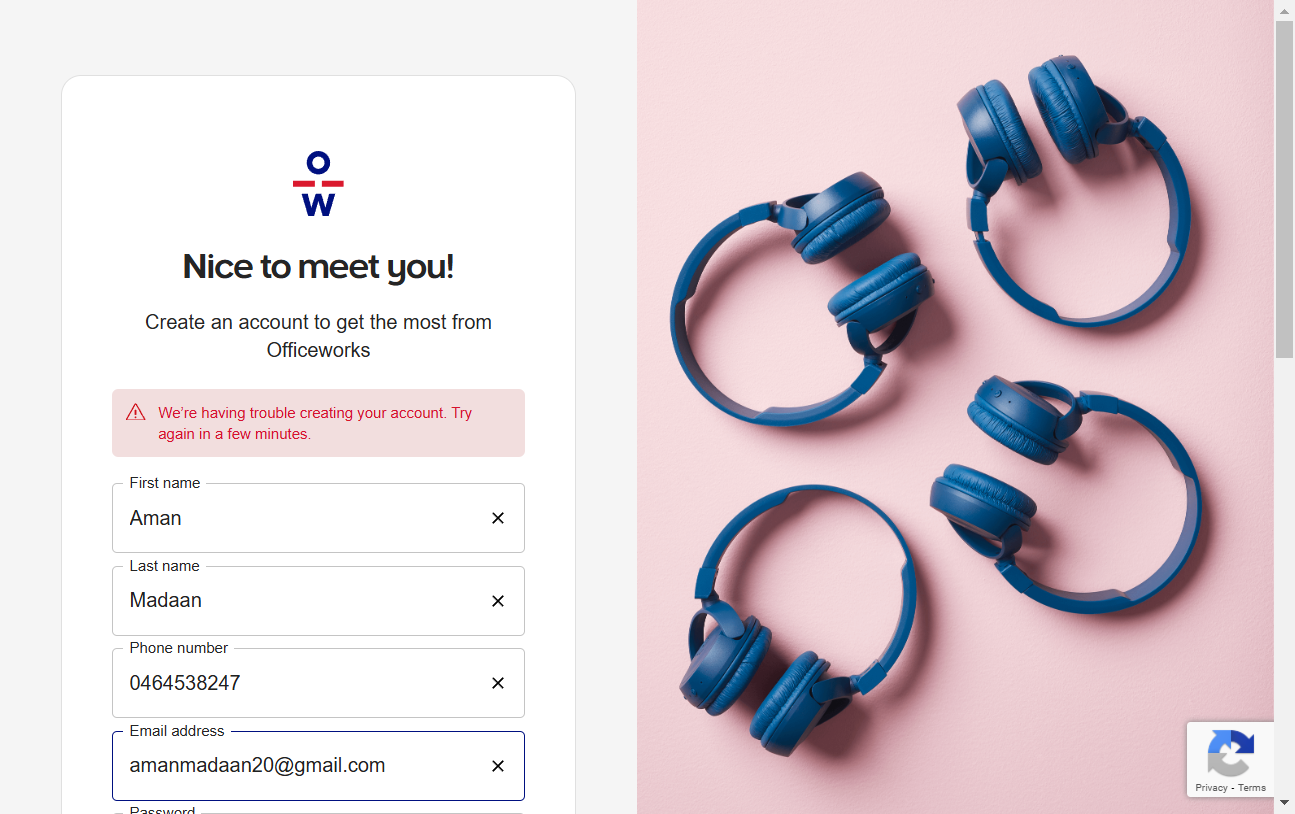 O
W
Nice to meet you!
Create an account to get the most from
Officeworks
We're having trouble creating your account. Try
again in a few minutes.
First name
Aman
Last name
Madaan
Phone number
0464538247
Email address
amanmadaan20@gmail.com
Password
Privacy - Terms